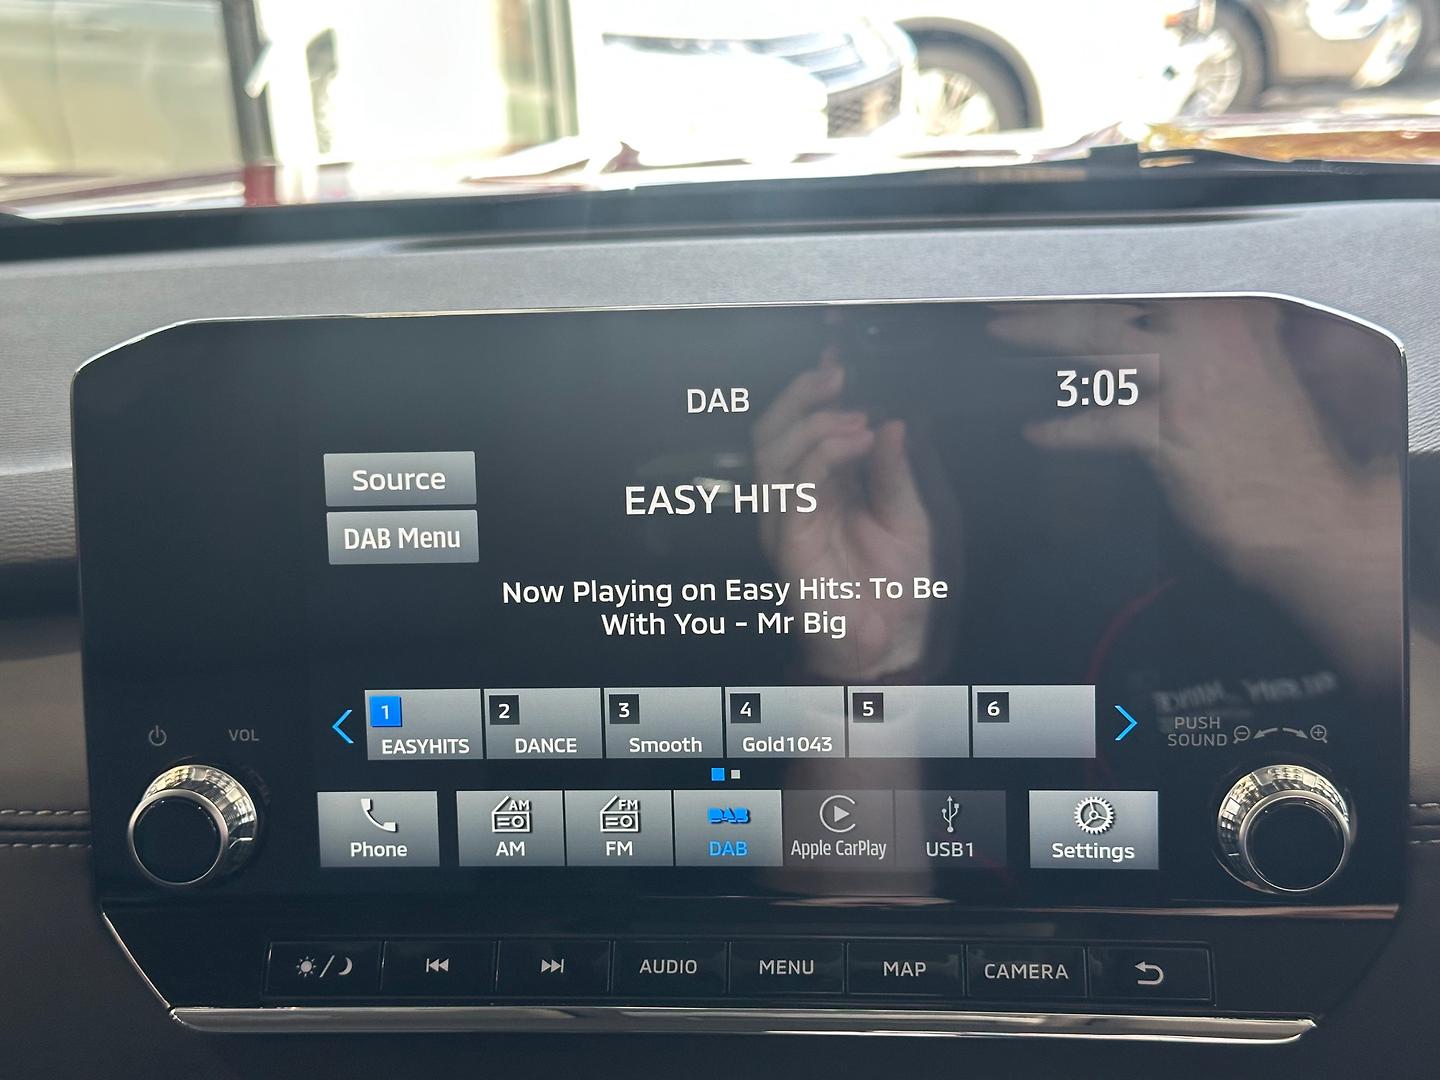 DAB
3:05
Source
EASY HITS
DAB Menu
Now Playing on Easy Hits: To Be
With You - Mr Big
1
2
3
4
5
6
EASYHITS
DANCE
Smooth
Gold1043
VOL
PUSH
SOUND
AM
FM
DAB
Phone
AM
FM
DAB
Apple CarPlay
USB1
Settings
AUDIO
MENU
MAP
CAMERA